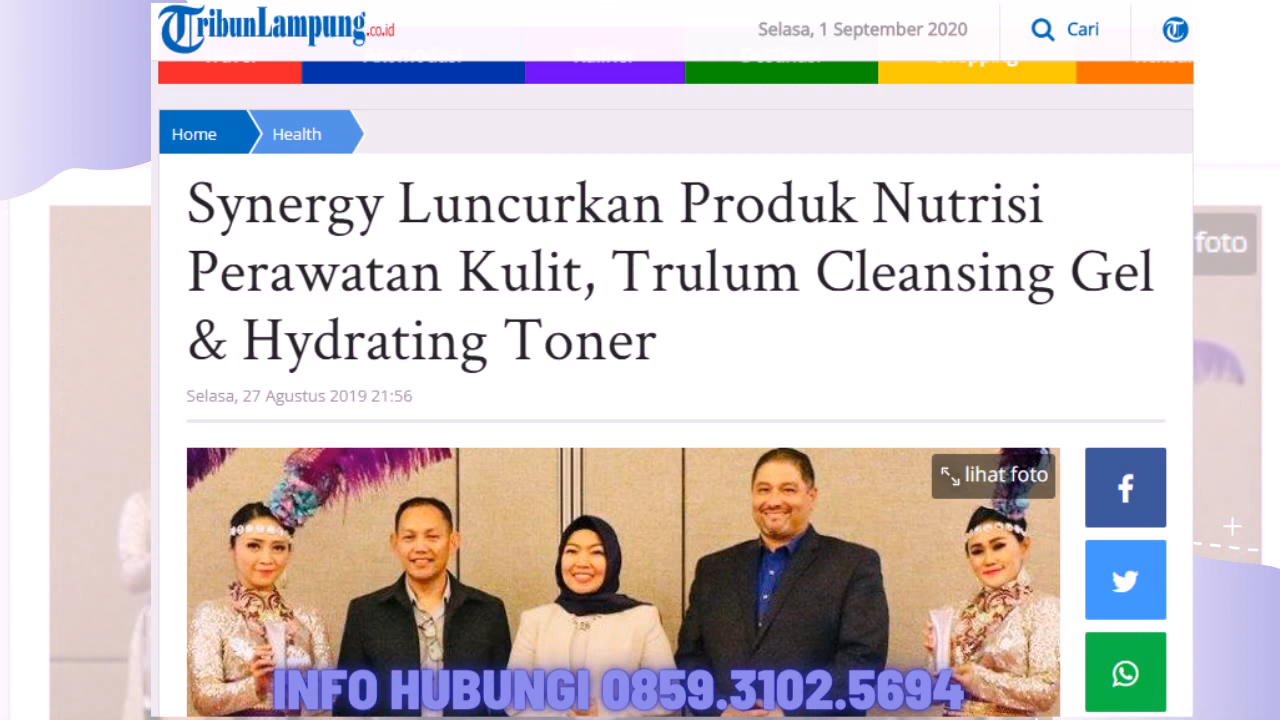 TribunLampung.co.id
Selasa, 1 September 2020
Cari
Home
Health
Synergy Luncurkan Produk Nutrisi
Perawatan Kulit, Trulum Cleansing Gel
& Hydrating Toner
Selasa, 27 Agustus 2019 21:56
foto
lihat foto
INFO HUBUNGI 0859.3102.5694